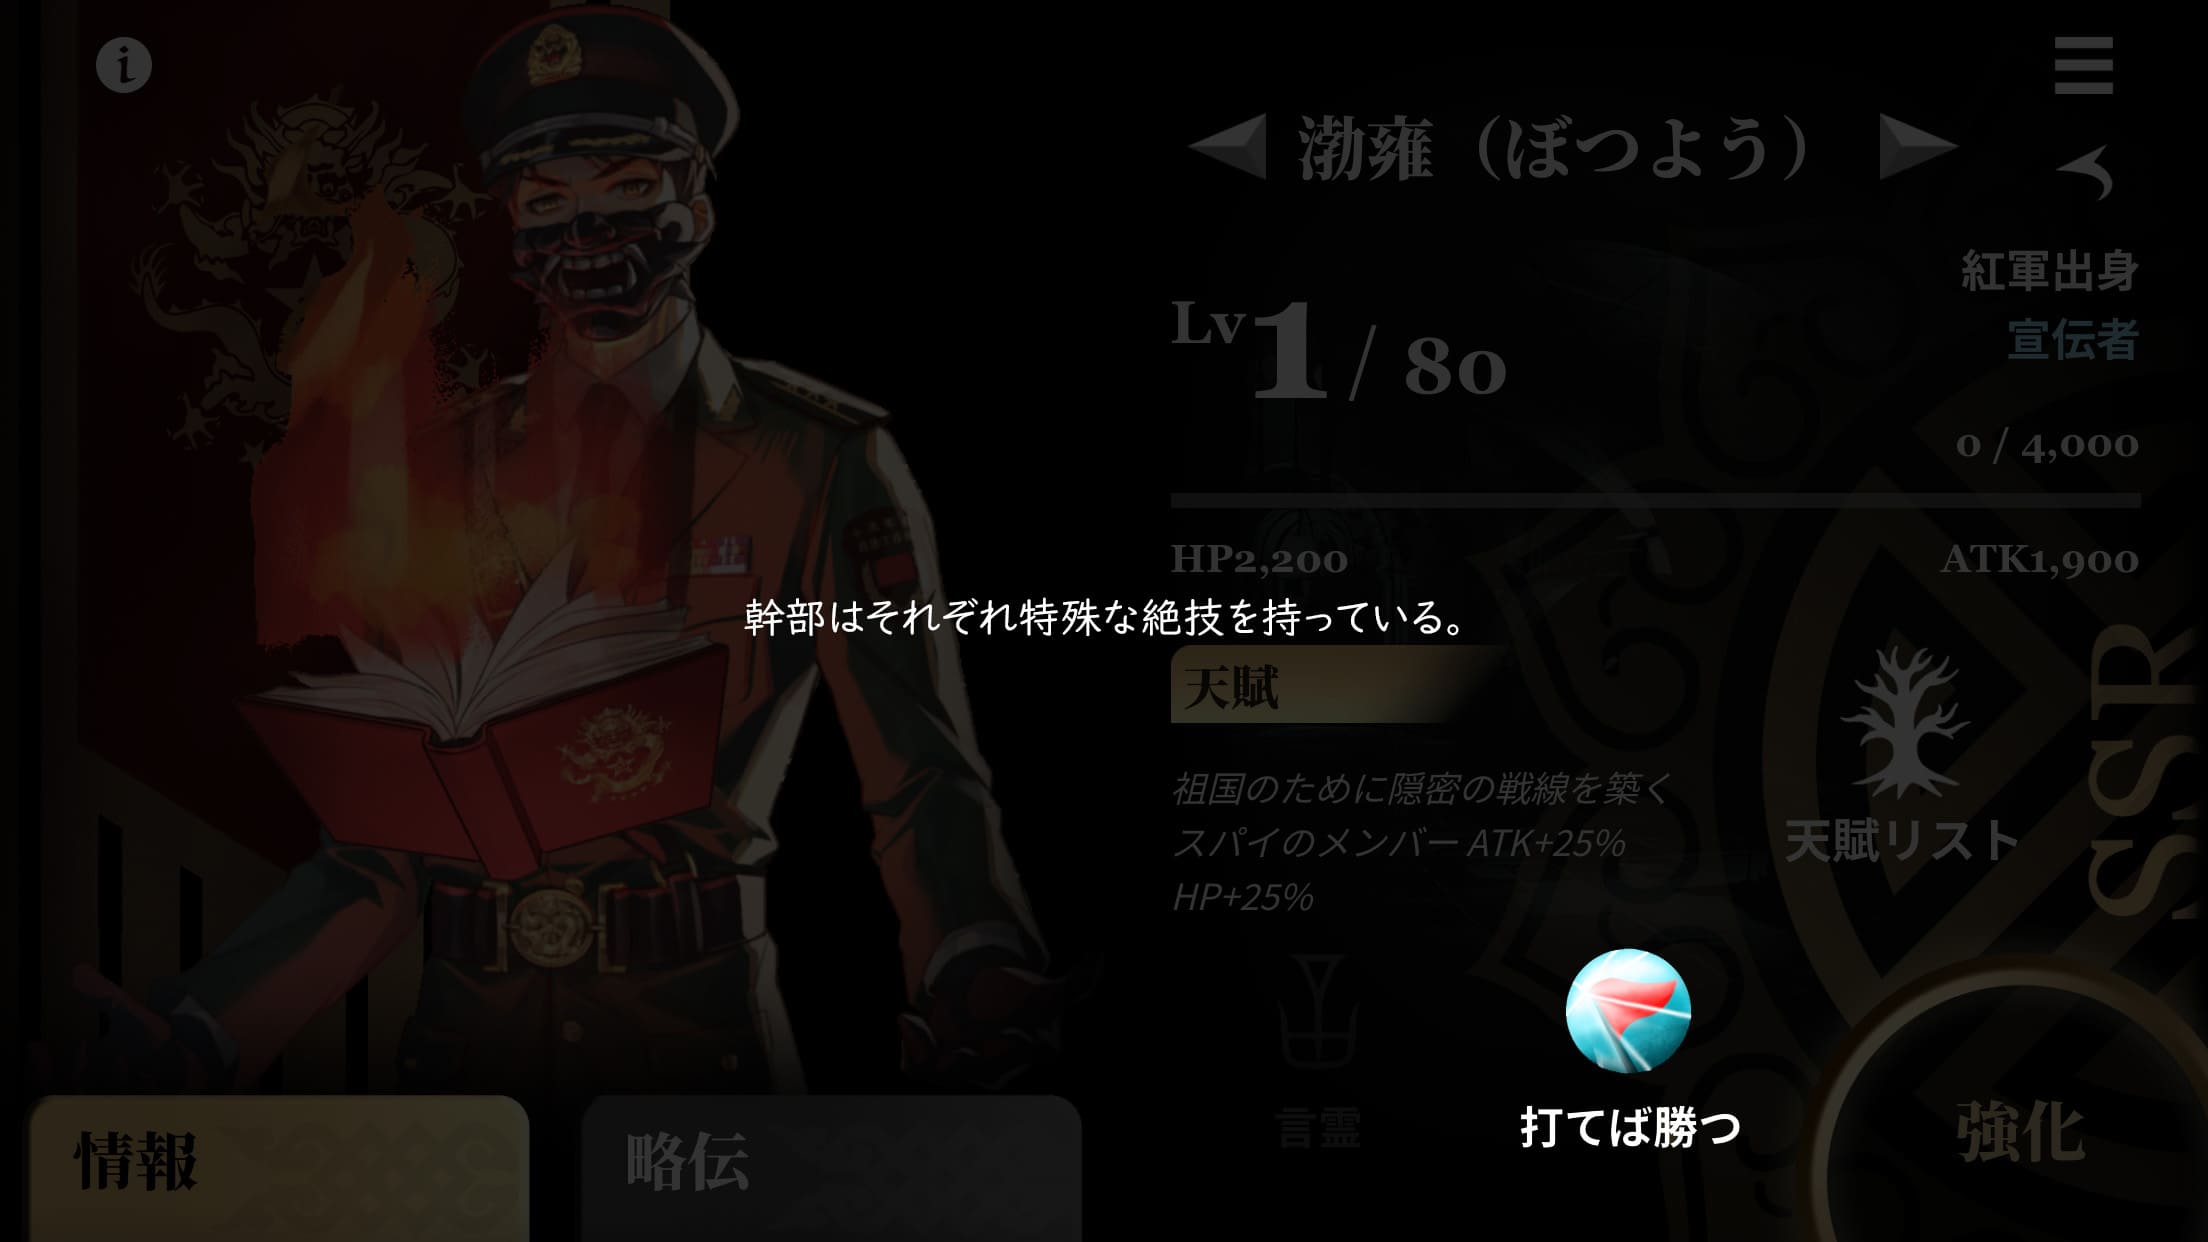 渤雍（ぼつよう）
紅軍出身
宣伝者
Lv1 / 80
0 / 4,000
HP2,200
ATK1,900
幹部はそれぞれ特殊な絶技を持っている。
天賦
祖国のために隠密の戦線を築く
スパイのメンバー ATK+25%
HP+25%
天賦リスト
SSR
言霊
打てば勝つ
強化
情報
略伝